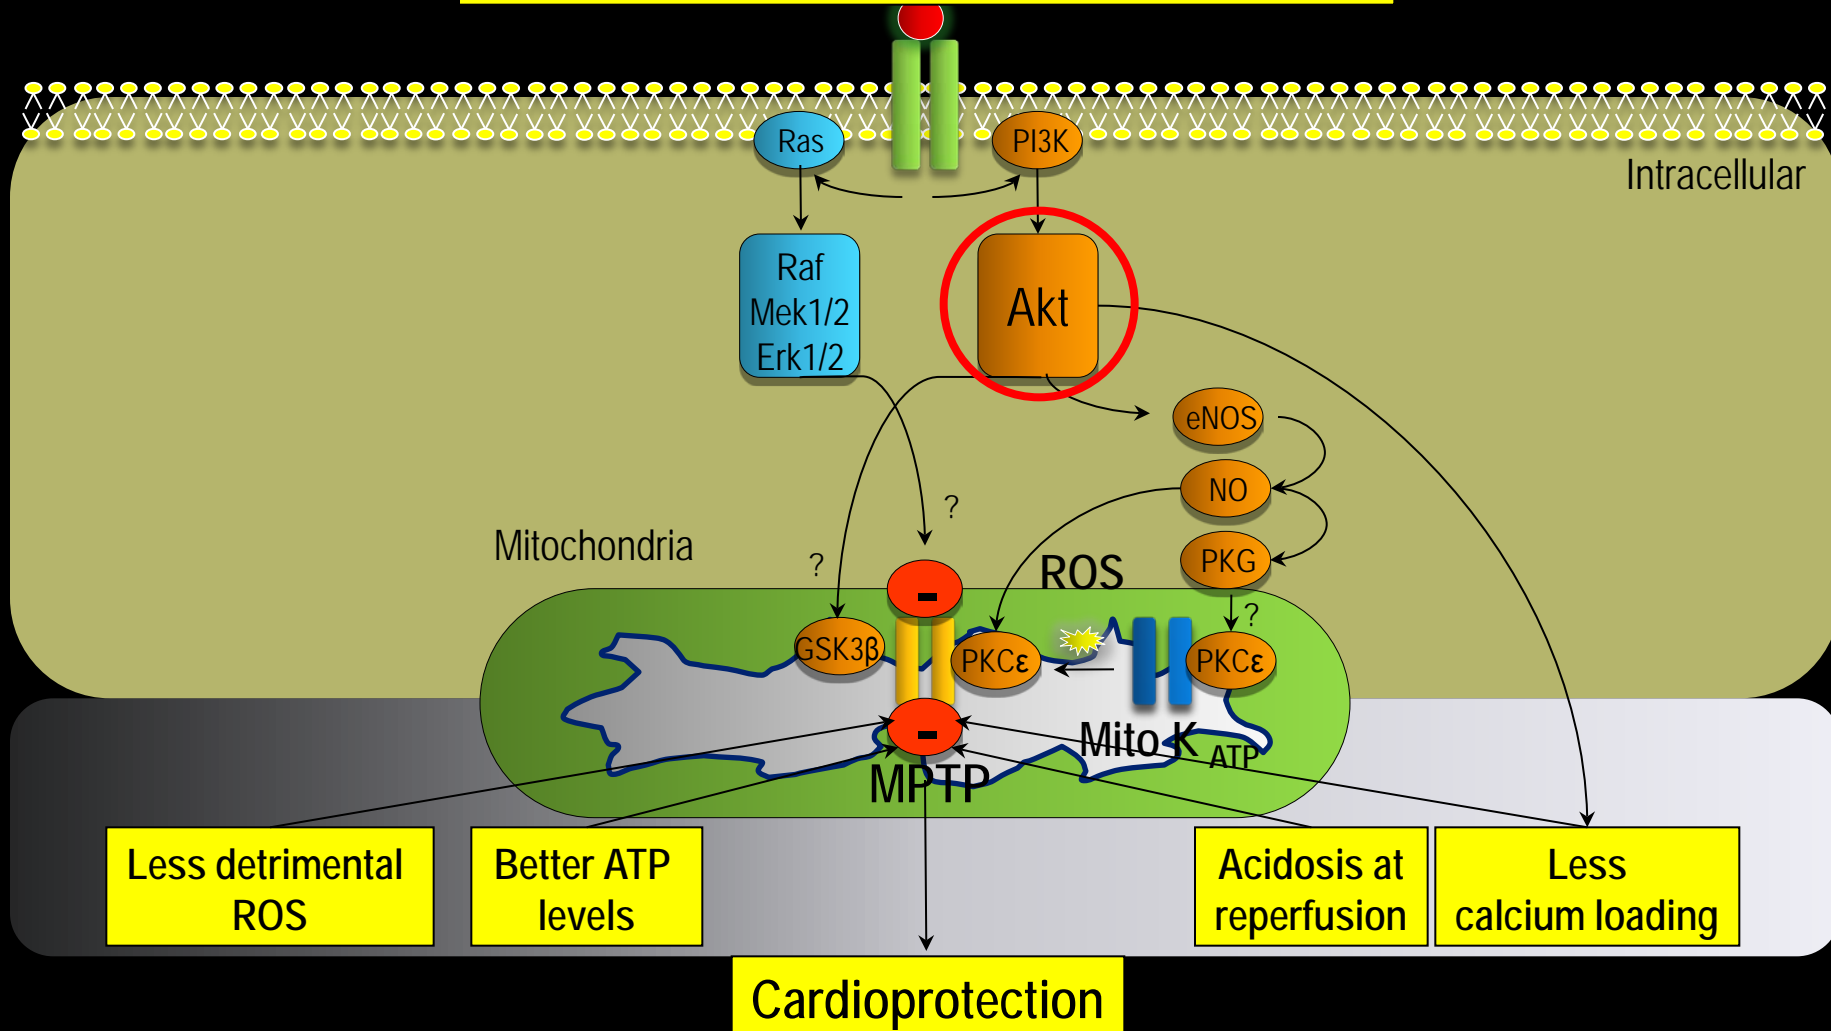 Ras
PI3K
Intracellular
Raf
Mek1/2
Erk1/2
Akt
eNOS
NO
?
Mitochondria
?
ROS
PKG
?
GSK3β
-
PKCε
PKCε
-
Mito K ATP
MPTP
Less detrimental
ROS
Better ATP
levels
Acidosis at
reperfusion
Less
calcium loading
Cardioprotection